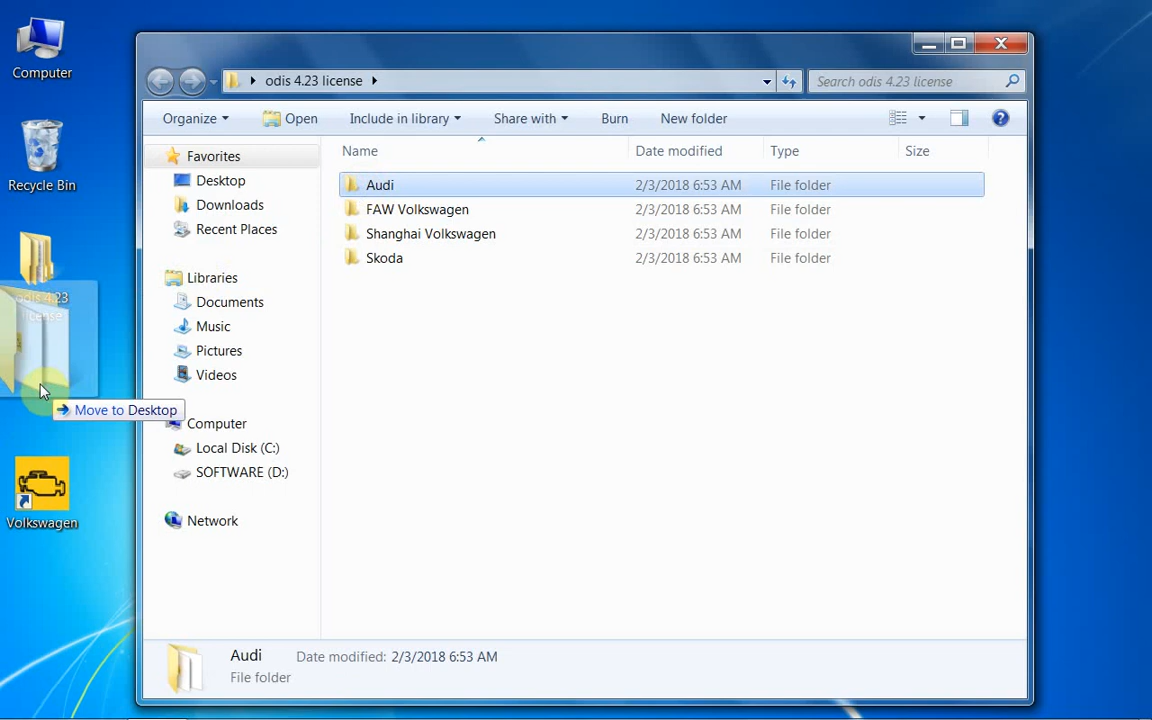 Computer
Recycle Bin
odis 4.23
license
Move to Desktop
Volkswagen
odis 4.23 license
Search odis 4.23 license
Organize
Open
Include in library
Share with
Burn
New folder
Favorites
Desktop
Downloads
Recent Places
Libraries
Documents
Music
Pictures
Videos
Computer
Local Disk (C:)
SOFTWARE (D:)
Network
Name Date modified Type Size
Audi 2/3/2018 6:53 AM File folder
FAW Volkswagen 2/3/2018 6:53 AM File folder
Shanghai Volkswagen 2/3/2018 6:53 AM File folder
Skoda 2/3/2018 6:53 AM File folder
Audi Date modified: 2/3/2018 6:53 AM
File folder